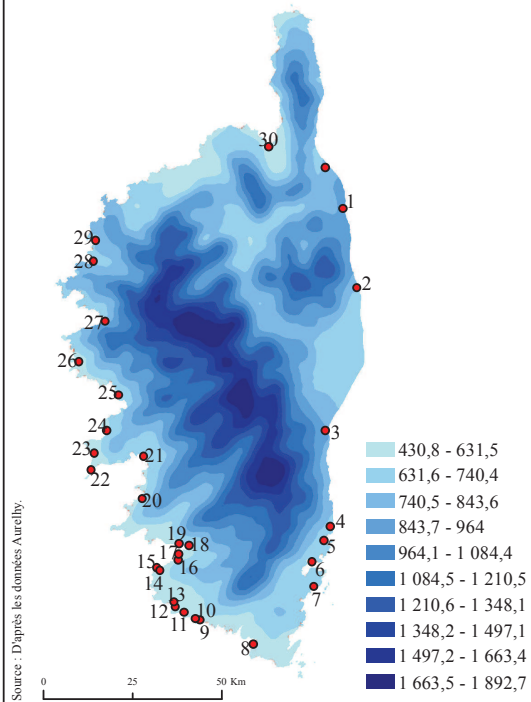 30
1
29
28
2
27
26
25
24
3
23
21
22
20
4
19
18
5
17
16
6
15
14
7
13
12
10
11
9
8
430,8 - 631,5
631,6 - 740,4
740,5 - 843,6
843,7 - 964
964,1 - 1 084,4
1 084,5 - 1 210,5
1 210,6 - 1 348,1
1 348,2 - 1 497,1
1 497,2 - 1 663,4
1 663,5 - 1 892,7
0 25 50 Km
Source : D'après les données Aurelhy.